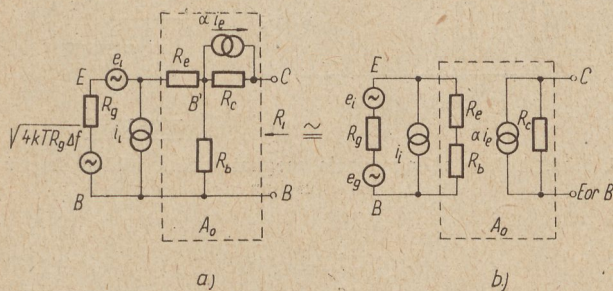 α i_e
e_i
E
R_e
C
R_g
B'
R_c
√4kTR_gΔf
i_i
R_b
R_1
B
B
A_o
a)
≅
E
C
e_i
R_e
R_g
i_i
α i_e
R_c
R_b
e_g
B
E or B
A_o
b)